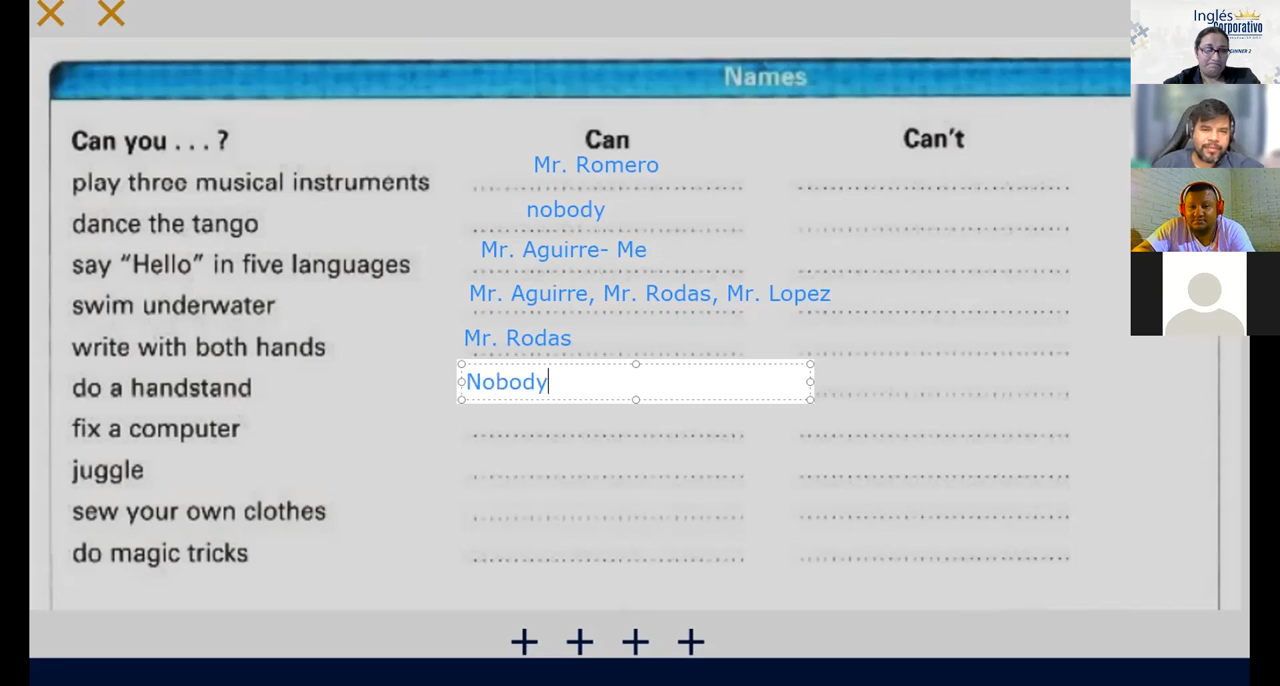 Names
Can you . . . ?
Can
Can't
play three musical instruments
Mr. Romero
dance the tango
nobody
say “Hello” in five languages
Mr. Aguirre- Me
swim underwater
Mr. Aguirre, Mr. Rodas, Mr. Lopez
write with both hands
Mr. Rodas
do a handstand
Nobody
fix a computer
juggle
sew your own clothes
do magic tricks
Inglés
Corporativo